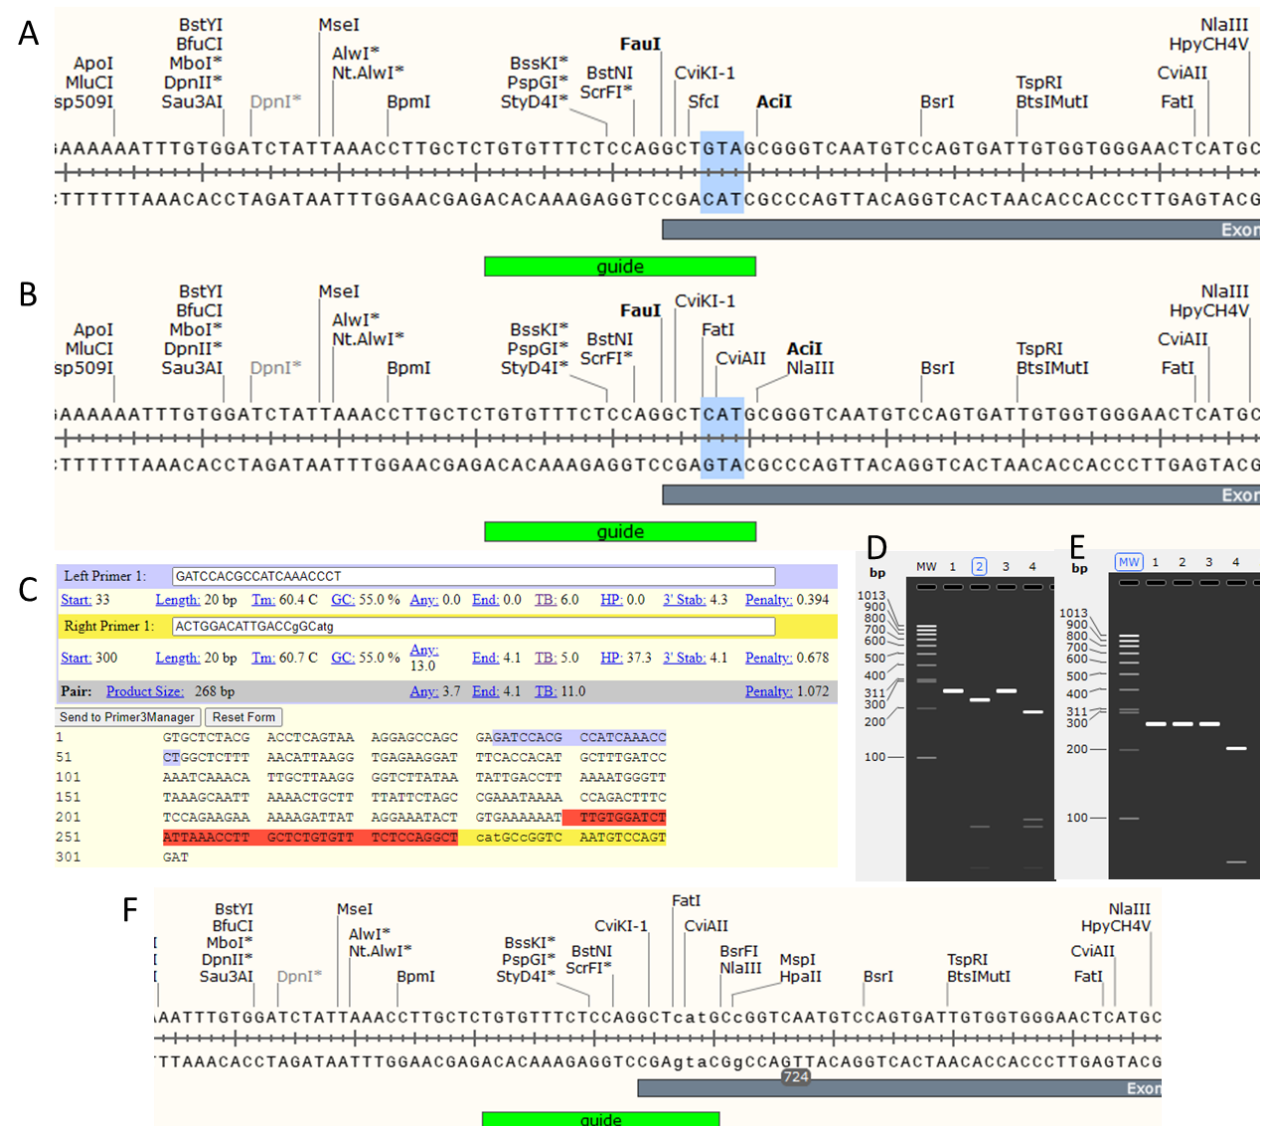 A
BstYI
BfuCI
MboI*
DpnII*
Sau3AI
ApoI
MluCI
sp509I
DpnI*
MseI
AlwI*
Nt.AlwI*
BpmI
BssKI*
PspGI*
StyD4I*
BstNI
ScrFI*
FauI
CviKI-1
SfcI
AciI
BsrI
TspRI
BtsIMutI
NlaIII
HpyCH4V
CviAII
FatI
GAAAAAATTTGTGGATCTATTAAACCTTGCTCTGTGTTTCTCCAGGCTGTAGCGGGTCAATGTCCAGTGATTGTGGTGGGAACTCATGC
CTTTTTTAAACACCTAGATAATTTGGAACGAGACACAAAGAGGTCCGACATCGCCCAGTTACAGGTCACTAACACCACCCTTGAGTACG
Exon
guide
B
BstYI
BfuCI
MboI*
DpnII*
Sau3AI
ApoI
MluCI
sp509I
DpnI*
MseI
AlwI*
Nt.AlwI*
BpmI
BssKI*
PspGI*
StyD4I*
BstNI
ScrFI*
FauI
CviKI-1
FatI
CviAII
AciI
NlaIII
BsrI
TspRI
BtsIMutI
NlaIII
HpyCH4V
CviAII
FatI
GAAAAAATTTGTGGATCTATTAAACCTTGCTCTGTGTTTCTCCAGGCTCATGCGGGTCAATGTCCAGTGATTGTGGTGGGAACTCATGC
CTTTTTTAAACACCTAGATAATTTGGAACGAGACACAAAGAGGTCCGAGTACGCCCAGTTACAGGTCACTAACACCACCCTTGAGTACG
Exon
guide
C
Left Primer 1: GATCCACGCCATCAAACCCT
Start: 33 Length: 20 bp Tm: 60.4 C GC: 55.0 % Any: 0.0 End: 0.0 TB: 6.0 HP: 0.0 3' Stab: 4.3 Penalty: 0.394
Right Primer 1: ACTGGACATTGACCgGCatg
Start: 300 Length: 20 bp Tm: 60.7 C GC: 55.0 % Any: 13.0 End: 4.1 TB: 5.0 HP: 37.3 3' Stab: 4.1 Penalty: 0.678
Pair: Product Size: 268 bp Any: 3.7 End: 4.1 TB: 11.0 Penalty: 1.072
Send to Primer3Manager Reset Form
1 GTGCTCTACG ACCTCAGTAA AGGAGCCAGC GAGATCCACG CCATCAAACC
51 CTGGCTCTTT AACATTAAGG TGAGAAGGAT TTCACCACAT GCTTTGATCC
101 AAATCAAACA TTGCTTAAGG GGTCTTATAA TATTGACCTT AAAATGGGTT
151 TAAAGCAATT AAAACTGCTT TTATTCTAGC CGAAATAAAA CCAGACTTTC
201 TCCAGAAGAA AAAAGATTAT AGGAAATACT GTGAAAAAAT TTGTGGATCT
251 ATTAAACCTT GCTCTGTGTT TCTCCAGGCT catGCcGGTC AATGTCCAGT
301 GAT
D
bp
MW 1 2 3 4
1013
900
800
700
600
500
400
311
300
200
100
E
bp
MW 1 2 3 4
1013
900
800
700
600
500
400
311
300
200
100
F
BstYI
BfuCI
MboI*
DpnII*
Sau3AI
I
I
I
DpnI*
MseI
AlwI*
Nt.AlwI*
BpmI
BssKI*
PspGI*
StyD4I*
BstNI
ScrFI*
CviKI-1
FatI
CviAII
BsrFI
NlaIII
MspI
HpaII
BsrI
TspRI
BtsIMutI
NlaIII
HpyCH4V
CviAII
FatI
AAATTTGTGGATCTATTAAACCTTGCTCTGTGTTTCTCCAGGCTcatGCcGGTCAATGTCCAGTGATTGTGGTGGGAACTCATGC
TTTAAACACCTAGATAATTTGGAACGAGACACAAAGAGGTCCGAgtaCGgCCAGTTACAGGTCACTAACACCACCCTTGAGTACG
724
Exon
guide